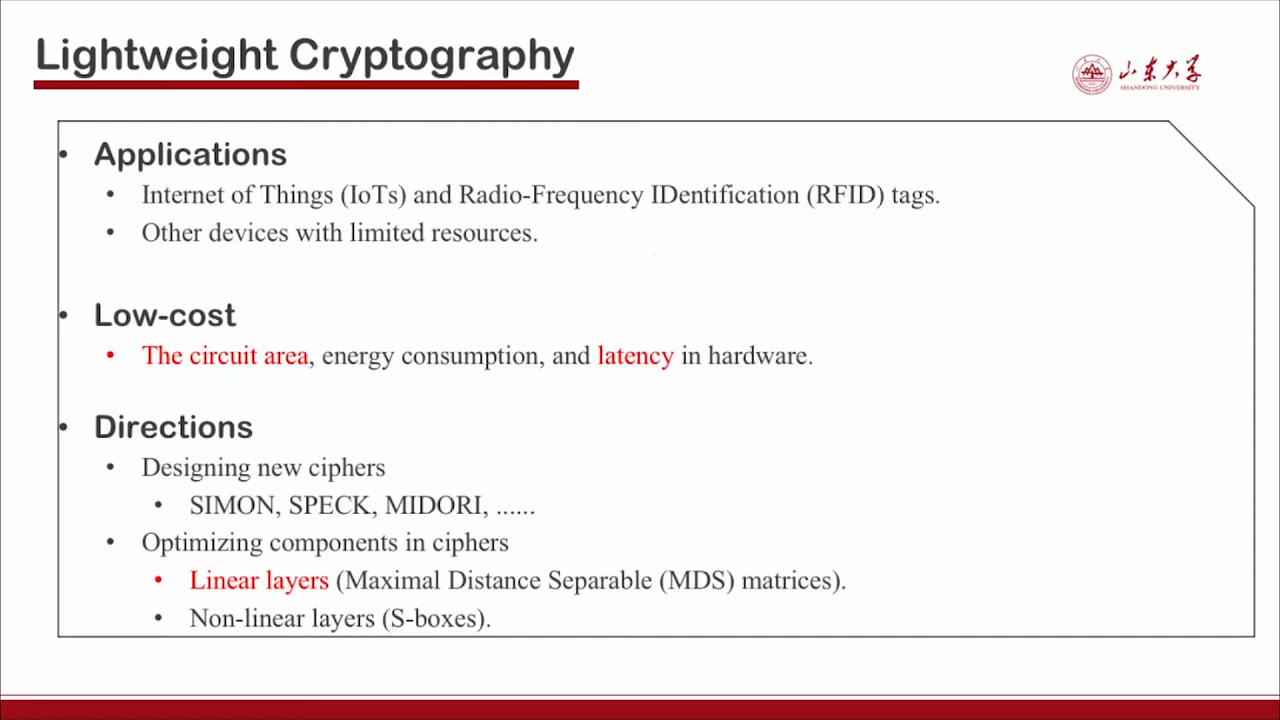 Lightweight Cryptography
山东大学
SHANDONG UNIVERSITY
• Applications
• Internet of Things (IoTs) and Radio-Frequency IDentification (RFID) tags.
• Other devices with limited resources.
• Low-cost
• The circuit area, energy consumption, and latency in hardware.
• Directions
• Designing new ciphers
• SIMON, SPECK, MIDORI, ......
• Optimizing components in ciphers
• Linear layers (Maximal Distance Separable (MDS) matrices).
• Non-linear layers (S-boxes).